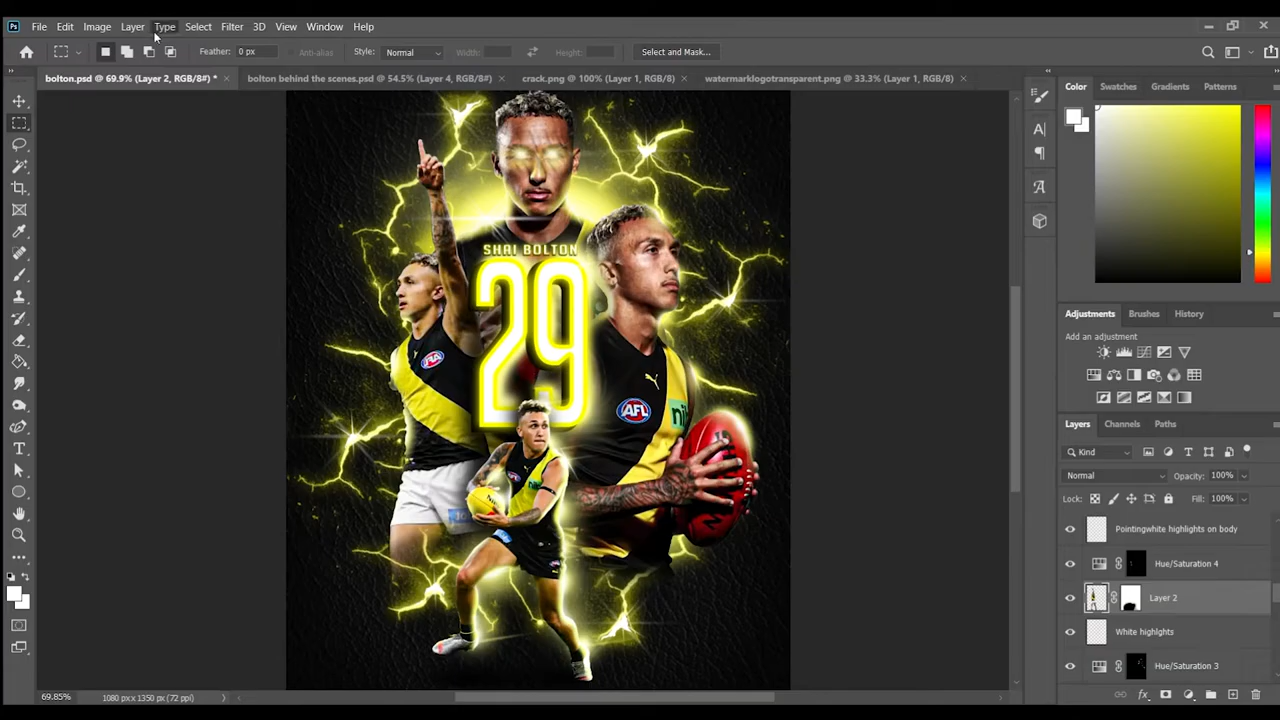 Ps File Edit Image Layer Type Select Filter 3D View Window Help
Feather: 0 px Anti-alias Style: Normal Width: Height: Select and Mask...
bolton.psd @ 69.9% (Layer 2, RGB/8#) * × bolton behind the scenes.psd @ 54.5% (Layer 4, RGB/8#) × crack.png @ 100% (Layer 1, RGB/8) × watermarklogotransparent.png @ 33.3% (Layer 1, RGB/8) ×
Color Swatches Gradients Patterns
SHAI BOLTON
29
AFL
AFL
Adjustments Brushes History
Add an adjustment
Layers Channels Paths
Kind
Normal Opacity: 100%
Lock: Fill: 100%
Pointingwhite highlights on body
Hue/Saturation 4
Layer 2
White highlights
Hue/Saturation 3
69.85% 1080 px x 1350 px (72 ppi)